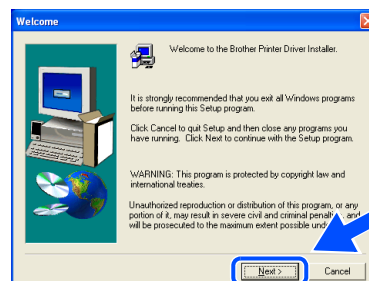 Welcome
Welcome to the Brother Printer Driver Installer.
It is strongly recommended that you exit all Windows programs
before running this Setup program.
Click Cancel to quit Setup and then close any programs you
have running. Click Next to continue with the Setup program.
WARNING: This program is protected by copyright law and
international treaties.
Unauthorized reproduction or distribution of this program, or any
portion of it, may result in severe civil and criminal and
will be prosecuted to the maximum extent possible
Next >
Cancel